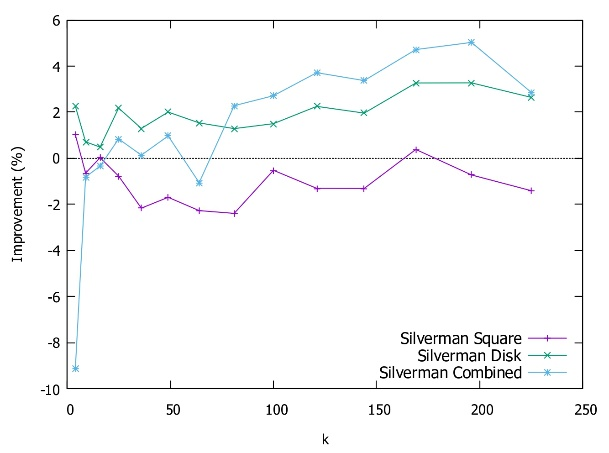 6
4
2
0
-2
-4
-6
-8
-10
Improvement (%)
Silverman Square
Silverman Disk
Silverman Combined
0 50 100 150 200 250
k